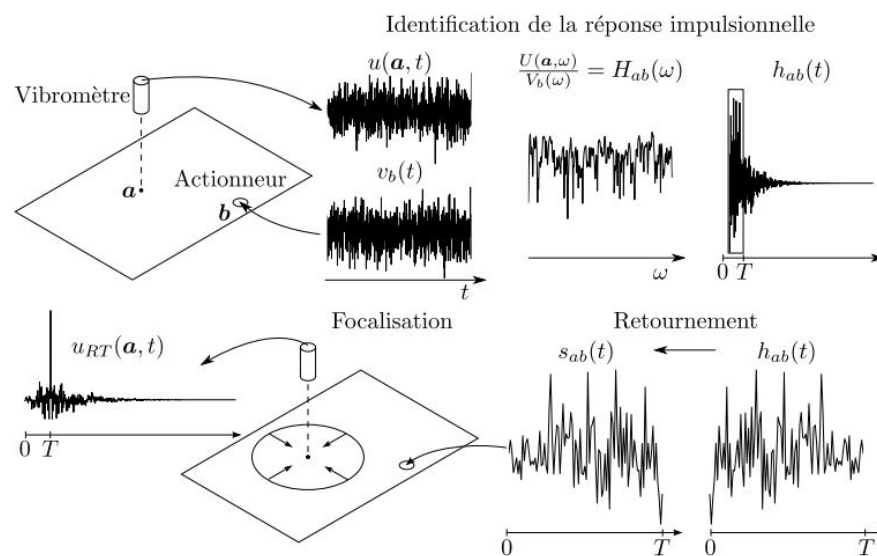 Identification de la réponse impulsionnelle
Vibromètre
u(a, t)
U(a,ω)/V_b(ω) = H_ab(ω)
h_ab(t)
a
Actionneur
b
v_b(t)
t
ω
0 T
Focalisation
Retournement
u_RT(a, t)
s_ab(t)
h_ab(t)
0 T
0 T
0 T